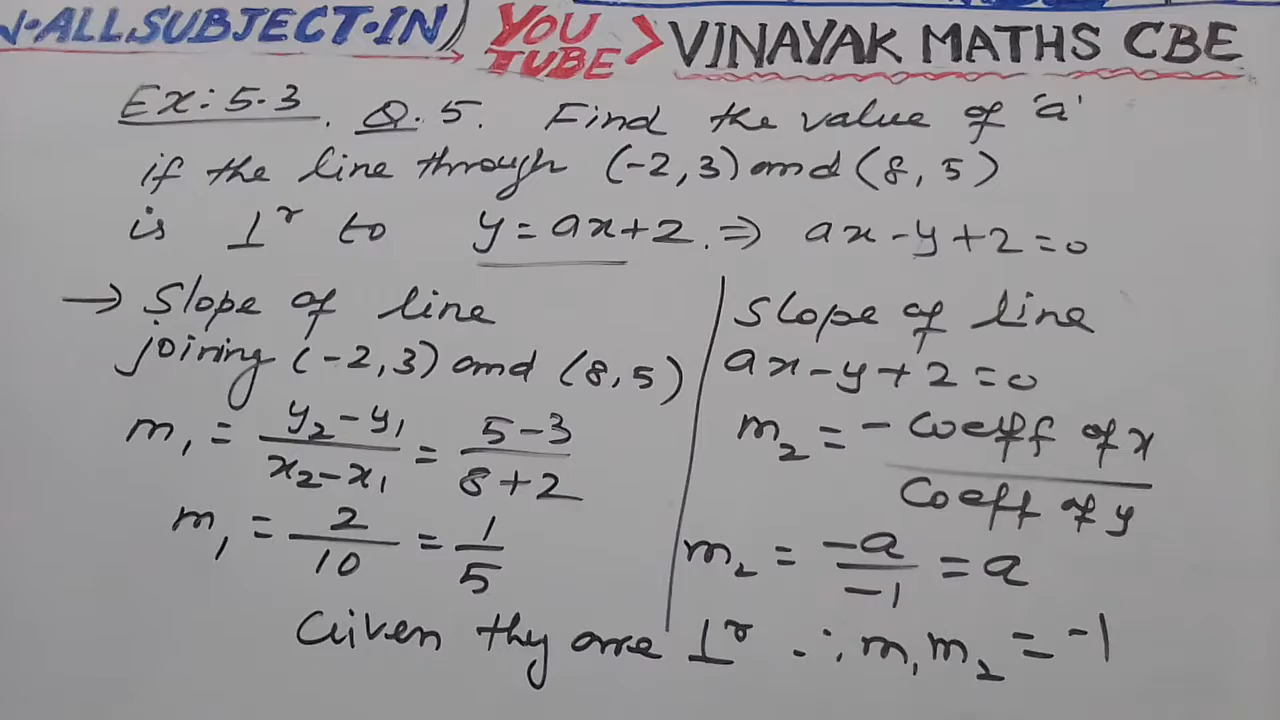 N.ALL.SUBJECT.IN) YOU TUBE > VINAYAK MATHS CBE
Ex: 5.3. Q. 5. Find the value of 'a'
if the line through (-2, 3) and (8, 5)
is ⊥r to y = ax+2. ⇒ ax - y + 2 = 0
→ Slope of line
joining (-2, 3) and (8, 5)
m₁ = y₂ - y₁ / x₂ - x₁ = 5 - 3 / 8 + 2
m₁ = 2 / 10 = 1 / 5
Slope of line
ax - y + 2 = 0
m₂ = - Coeff of x / Coeff of y
m₂ = -a / -1 = a
Given they are ⊥r ∴ m₁ m₂ = -1